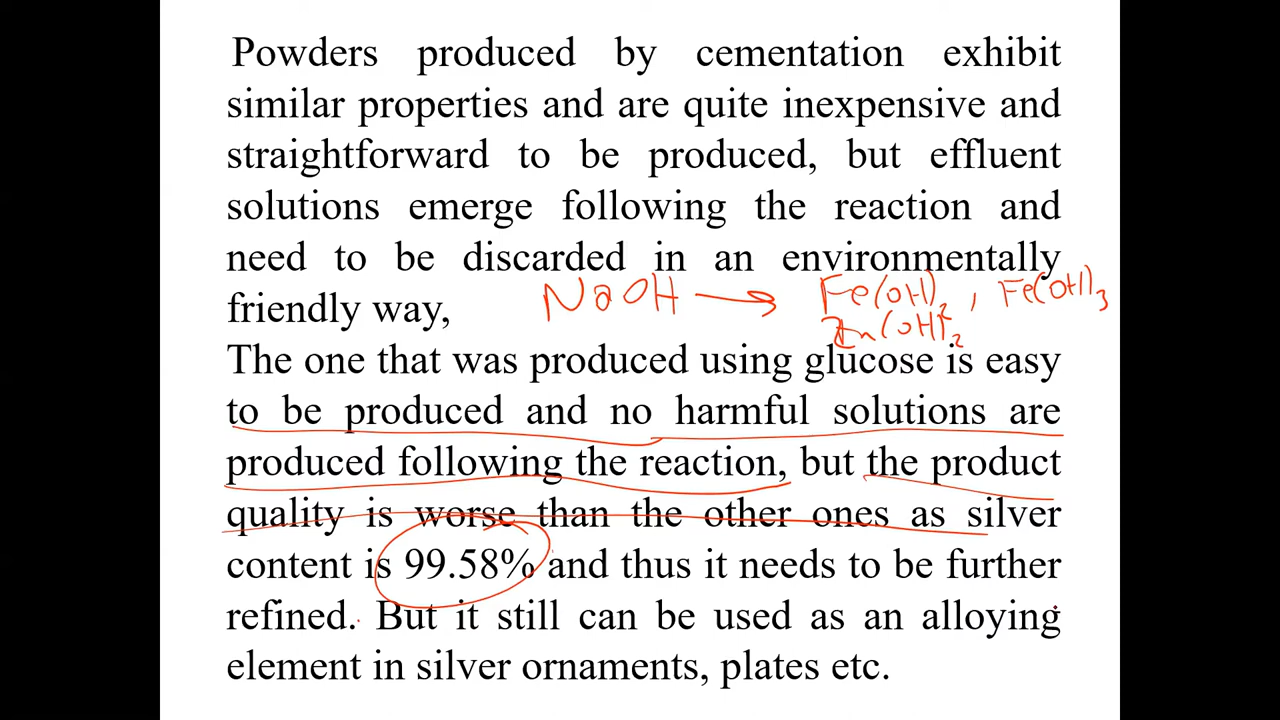 Powders produced by cementation exhibit
similar properties and are quite inexpensive and
straightforward to be produced, but effluent
solutions emerge following the reaction and
need to be discarded in an environmentally
friendly way,
NaOH → Fe(OH)2 , Fe(OH)3
Zn(OH)2
The one that was produced using glucose is easy
to be produced and no harmful solutions are
produced following the reaction, but the product
quality is worse than the other ones as silver
content is 99.58% and thus it needs to be further
refined. But it still can be used as an alloying
element in silver ornaments, plates etc.